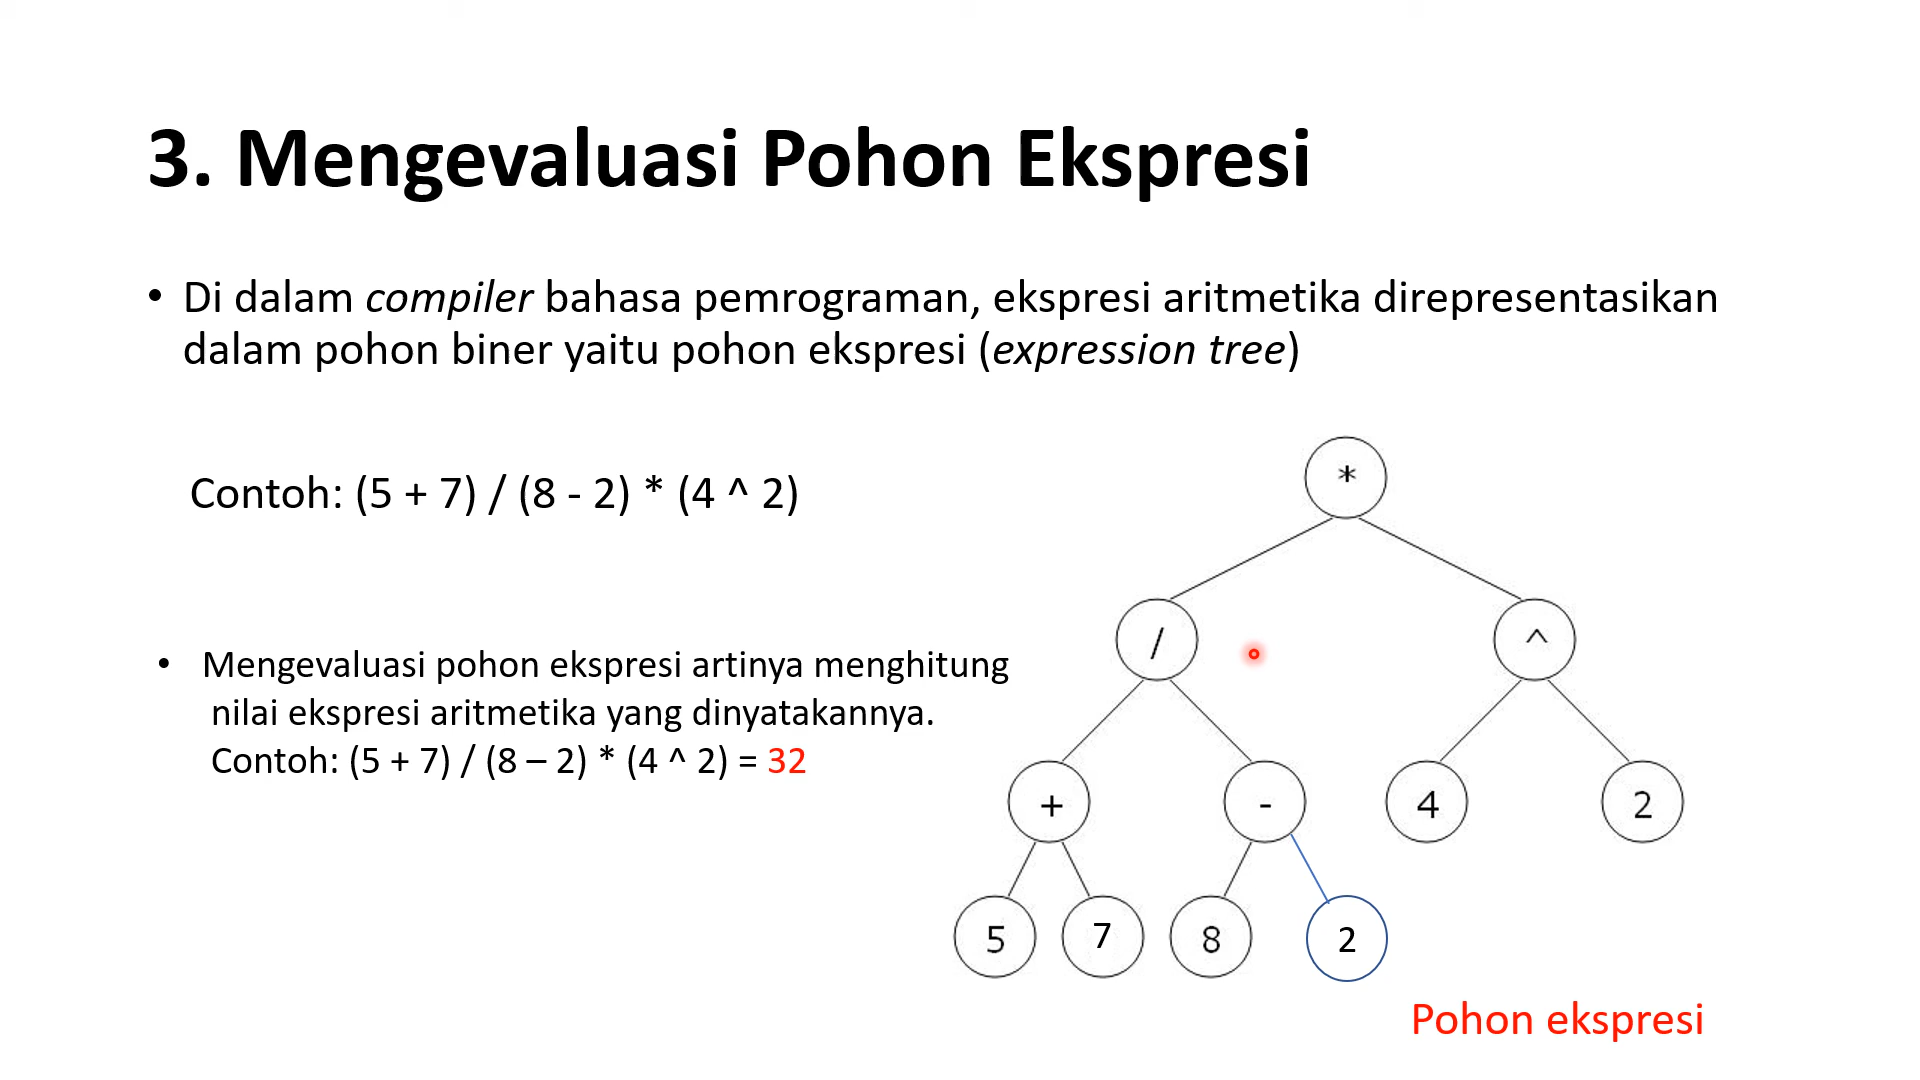 3. Mengevaluasi Pohon Ekspresi
• Di dalam compiler bahasa pemrograman, ekspresi aritmetika direpresentasikan
dalam pohon biner yaitu pohon ekspresi (expression tree)
Contoh: (5 + 7) / (8 - 2) * (4 ^ 2)
• Mengevaluasi pohon ekspresi artinya menghitung
nilai ekspresi aritmetika yang dinyatakannya.
Contoh: (5 + 7) / (8 – 2) * (4 ^ 2) = 32
*
/ ^
+ - 4 2
5 7 8 2
Pohon ekspresi